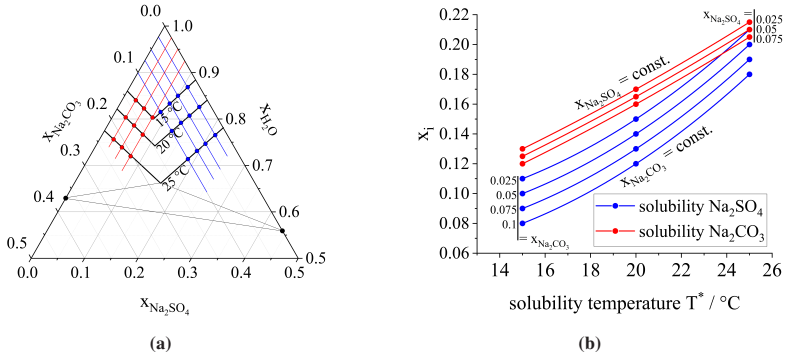 0.0
1.0
0.1
0.9
0.2
0.8
0.3
0.7
0.4
0.6
0.5
0.5
0.0
0.1
0.2
0.3
0.4
x_Na₂CO₃
x_H₂O
15 °C
20 °C
25 °C
x_Na₂SO₄
(a)
0.22
0.20
0.18
0.16
0.14
0.12
0.10
0.08
0.06
x_i
x_Na₂SO₄ =
0.025
0.05
0.075
x_Na₂SO₄ = const.
x_Na₂CO₃ = const.
0.025
0.05
0.075
0.1
= x_Na₂CO₃
solubility Na₂SO₄
solubility Na₂CO₃
14 16 18 20 22 24 26
solubility temperature T* / °C
(b)